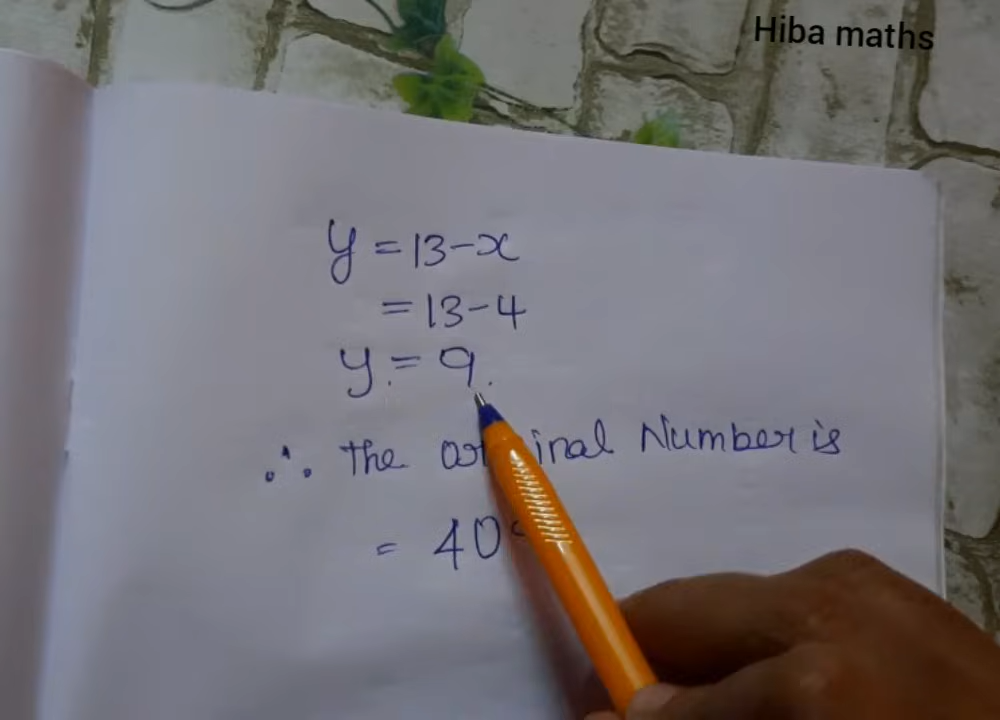 Hiba maths
y = 13-x
= 13-4
y = 9.
∴ the Number is
= 40